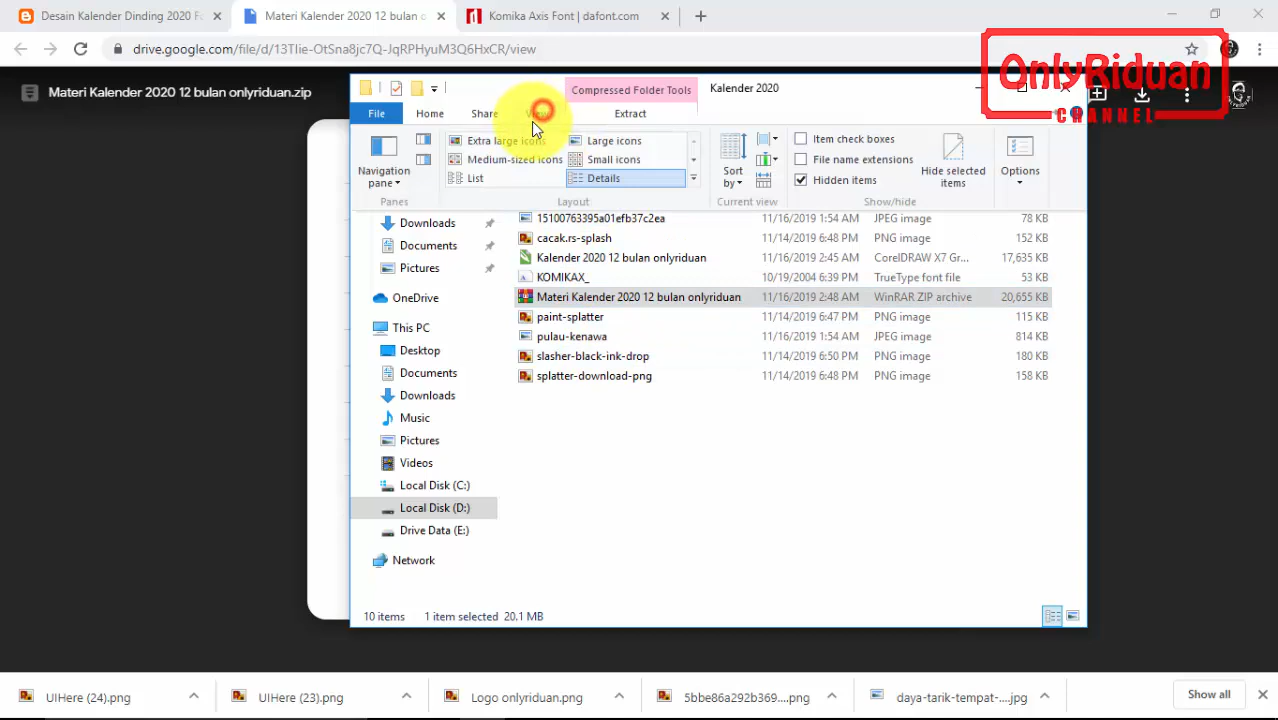 Desain Kalender Dinding 2020 F
Materi Kalender 2020 12 bulan o
Komika Axis Font | dafont.com
drive.google.com/file/d/13TIie-OtSna8jc7Q-JqRPHyuM3Q6HxCR/view
Materi Kalender 2020 12 bulan onlyriduan.zip
OnlyRiduan
CHANNEL
Compressed Folder Tools
Kalender 2020
File
Home
Share
View
Extract
Navigation pane
Panes
Extra large icons
Large icons
Medium-sized icons
Small icons
List
Details
Layout
Sort by
Current view
Item check boxes
File name extensions
Hidden items
Hide selected items
Show/hide
Options
Downloads
Documents
Pictures
OneDrive
This PC
Desktop
Documents
Downloads
Music
Pictures
Videos
Local Disk (C:)
Local Disk (D:)
Drive Data (E:)
Network
15100763395a01efb37c2ea 11/16/2019 1:54 AM JPEG image 78 KB
cacak.rs-splash 11/14/2019 6:48 PM PNG image 152 KB
Kalender 2020 12 bulan onlyriduan 11/16/2019 2:45 AM CorelDRAW X7 Gr... 17,635 KB
KOMIKAX_ 10/19/2004 6:39 PM TrueType font file 53 KB
Materi Kalender 2020 12 bulan onlyriduan 11/16/2019 2:48 AM WinRAR ZIP archive 20,655 KB
paint-splatter 11/14/2019 6:47 PM PNG image 115 KB
pulau-kenawa 11/16/2019 1:54 AM JPEG image 814 KB
slasher-black-ink-drop 11/14/2019 6:50 PM PNG image 180 KB
splatter-download-png 11/14/2019 6:48 PM PNG image 158 KB
10 items 1 item selected 20.1 MB
UIHere (24).png
UIHere (23).png
Logo onlyriduan.png
5bbe86a292b369....png
daya-tarik-tempat-....jpg
Show all